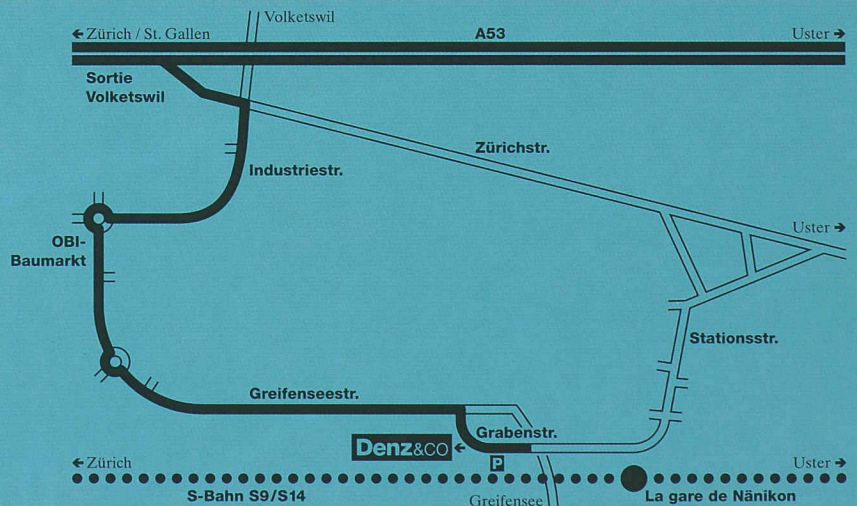 Volketswil
← Zürich / St. Gallen
A53
Uster →
Sortie
Volketswil
Zürichstr.
Industriestr.
Uster →
OBI-
Baumarkt
Stationsstr.
Greifenseestr.
Grabenstr.
Denz&CO ←
P
← Zürich
Uster →
S-Bahn S9/S14
Greifensee
La gare de Nänikon